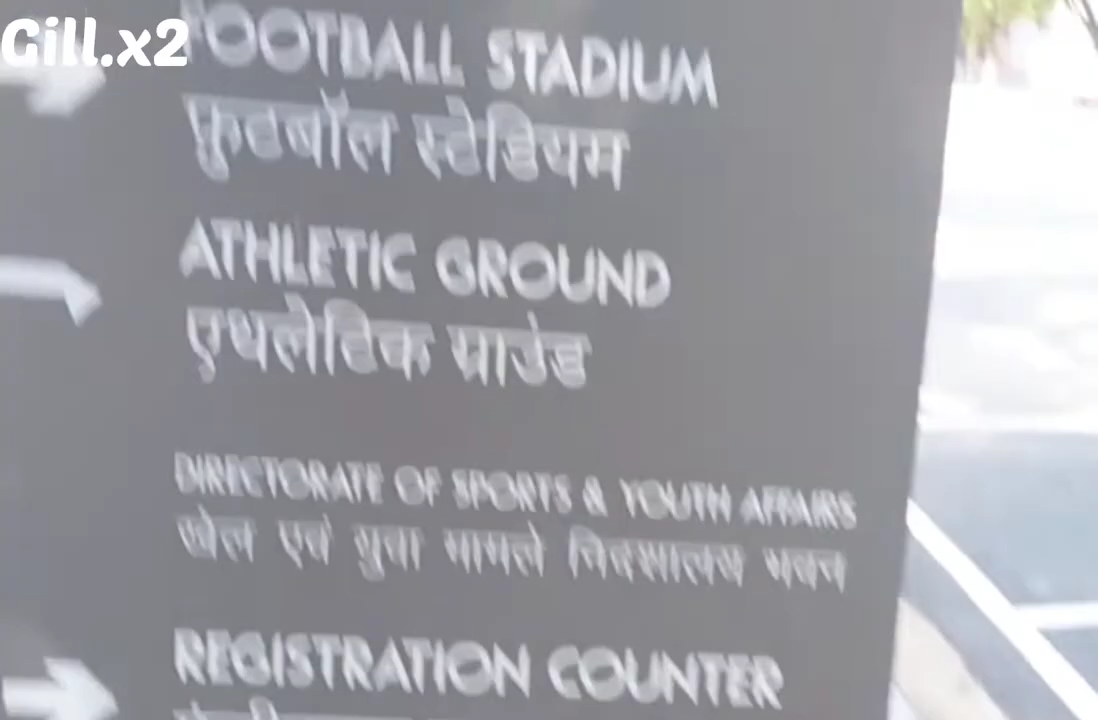 Gill.x2
FOOTBALL STADIUM
फुटबॉल स्टेडियम
ATHLETIC GROUND
एथलेटिक ग्राउंड
DIRECTORATE OF SPORTS & YOUTH AFFAIRS
खेल एवं युवा मामले निदेशालय भवन
REGISTRATION COUNTER